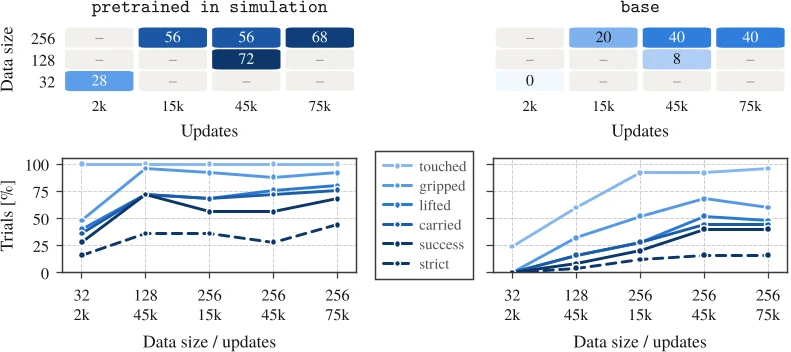 pretrained in simulation
base
Data size
256 – 56 56 68
128 – – 72 –
32 28 – – –
2k 15k 45k 75k
Updates
– 20 40 40
– – 8 –
0 – – –
2k 15k 45k 75k
Updates
Trials [%]
100
75
50
25
0
touched
gripped
lifted
carried
success
strict
32 128 256 256 256
2k 45k 15k 45k 75k
Data size / updates
32 128 256 256 256
2k 45k 15k 45k 75k
Data size / updates